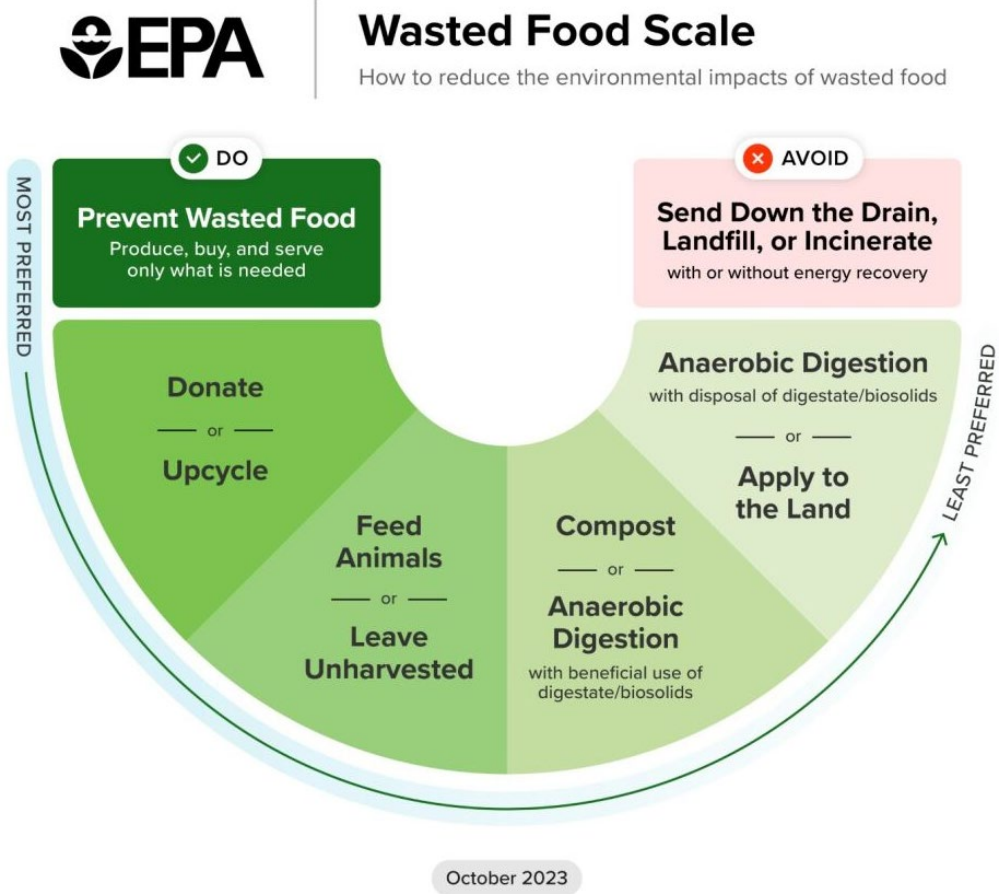 EPA
Wasted Food Scale
How to reduce the environmental impacts of wasted food
DO
MOST PREFERRED
Prevent Wasted Food
Produce, buy, and serve
only what is needed
AVOID
Send Down the Drain,
Landfill, or Incinerate
with or without energy recovery
Donate
or
Upcycle
Feed
Animals
or
Leave
Unharvested
Compost
or
Anaerobic
Digestion
with beneficial use of
digestate/biosolids
Anaerobic Digestion
with disposal of digestate/biosolids
or
Apply to
the Land
LEAST PREFERRED
October 2023